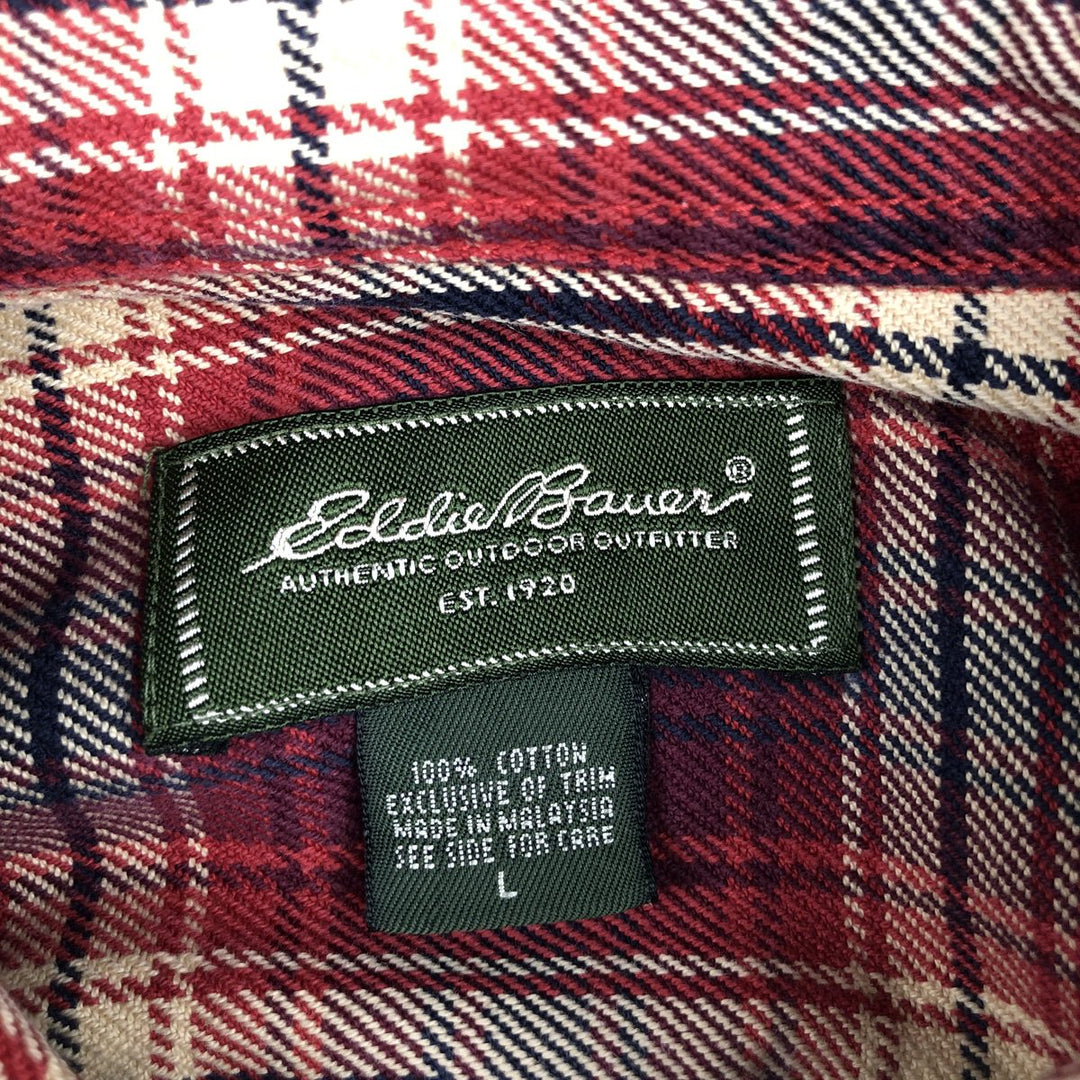 Eddie Bauer®
AUTHENTIC OUTDOOR OUTFITTER
EST. 1920
100% COTTON
EXCLUSIVE OF TRIM
MADE IN MALAYSIA
SEE SIDE FOR CARE
L